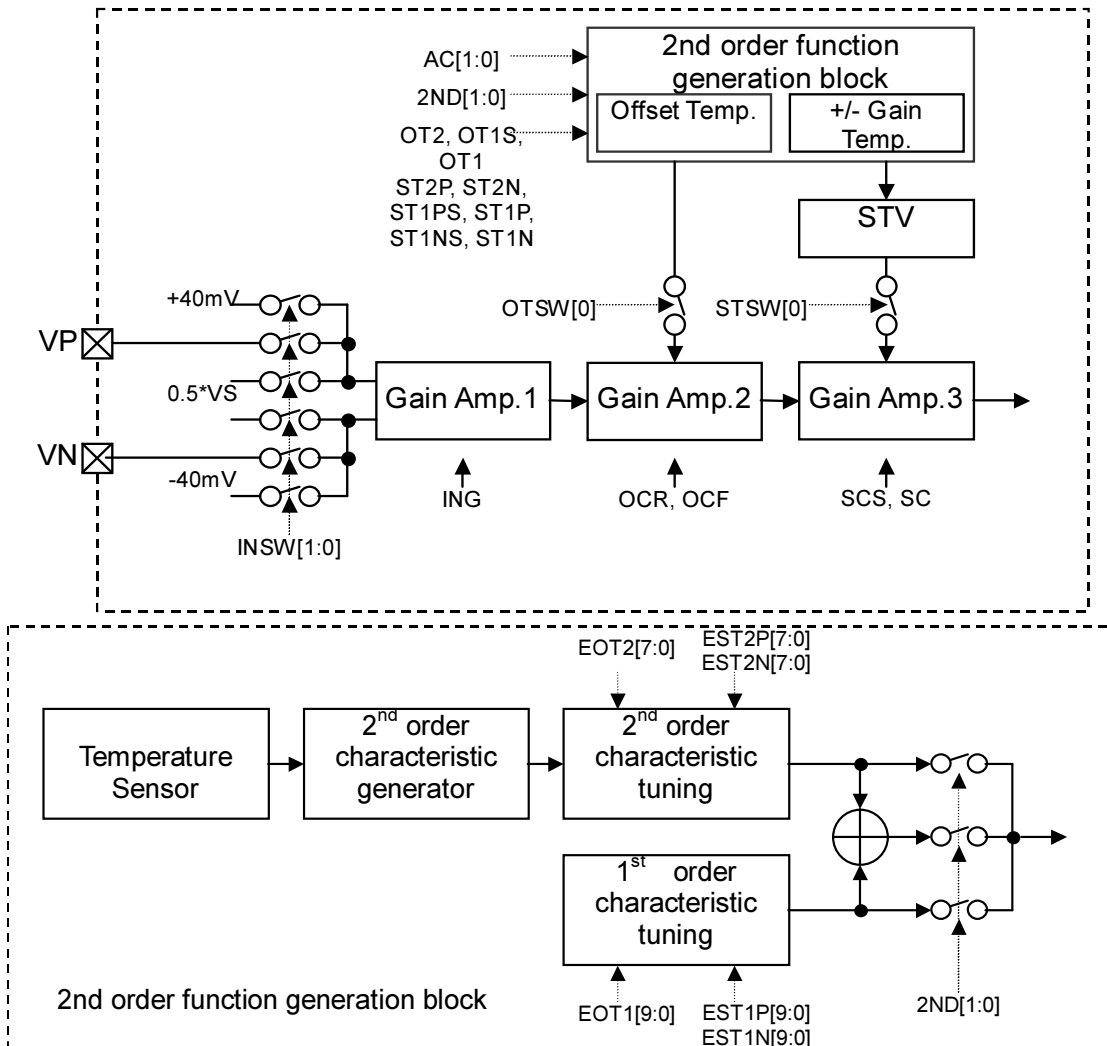 2nd order function
generation block
AC[1:0]
2ND[1:0]
Offset Temp.
+/- Gain
Temp.
OT2, OT1S,
OT1
ST2P, ST2N,
ST1PS, ST1P,
ST1NS, ST1N
STV
+40mV
OTSW[0]
STSW[0]
VP
0.5*VS
Gain Amp.1
Gain Amp.2
Gain Amp.3
VN
-40mV
ING
OCR, OCF
SCS, SC
INSW[1:0]
EOT2[7:0]
EST2P[7:0]
EST2N[7:0]
Temperature
Sensor
2nd order
characteristic
generator
2nd order
characteristic
tuning
1st order
characteristic
tuning
2nd order function generation block
EOT1[9:0]
EST1P[9:0]
EST1N[9:0]
2ND[1:0]